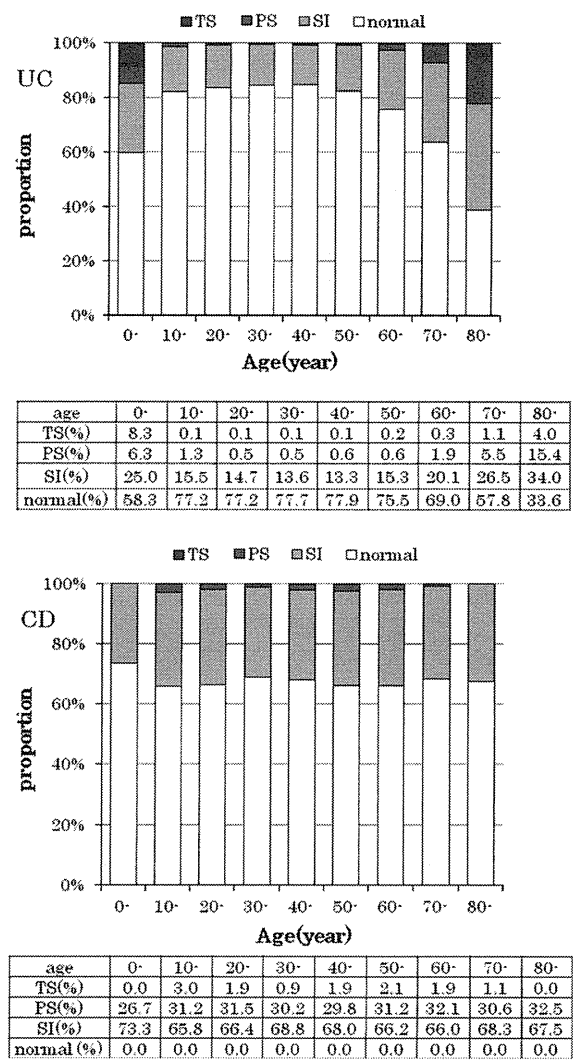 TS PS SI normal
100%
UC
80%
60%
40%
20%
0%
proportion
0- 10- 20- 30- 40- 50- 60- 70- 80-
Age(year)
age 0- 10- 20- 30- 40- 50- 60- 70- 80-
TS(%) 8.3 0.1 0.1 0.1 0.1 0.2 0.3 1.1 4.0
PS(%) 6.3 1.3 0.5 0.5 0.6 0.6 1.9 5.5 15.4
SI(%) 25.0 15.5 14.7 13.6 13.3 15.3 20.1 26.5 34.0
normal(%) 58.3 77.2 77.2 77.7 77.9 75.5 69.0 57.8 33.6
TS PS SI normal
100%
CD
80%
60%
40%
20%
0%
proportion
0- 10- 20- 30- 40- 50- 60- 70- 80-
Age(year)
age 0- 10- 20- 30- 40- 50- 60- 70- 80-
TS(%) 0.0 3.0 1.9 0.9 1.9 2.1 1.9 1.1 0.0
PS(%) 26.7 31.2 31.5 30.2 29.8 31.2 32.1 30.6 32.5
SI(%) 73.3 65.8 66.4 68.8 68.0 66.2 66.0 68.3 67.5
normal (%) 0.0 0.0 0.0 0.0 0.0 0.0 0.0 0.0 0.0